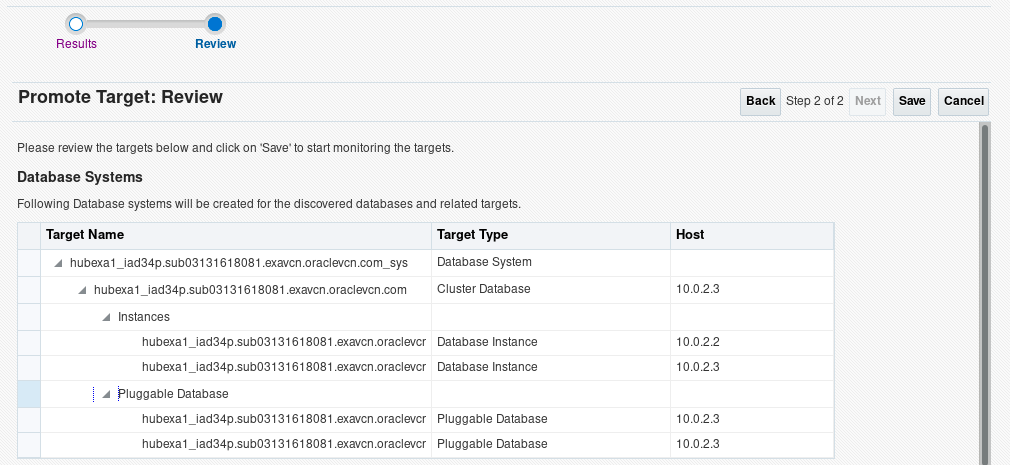 Results Review
Promote Target: Review
Back Step 2 of 2 Next Save Cancel
Please review the targets below and click on 'Save' to start monitoring the targets.
Database Systems
Following Database systems will be created for the discovered databases and related targets.
Target Name Target Type Host
hubexa1_iad34p.sub03131618081.exavcn.oraclevcn.com_sys Database System
hubexa1_iad34p.sub03131618081.exavcn.oraclevcn.com Cluster Database 10.0.2.3
Instances
hubexa1_iad34p.sub03131618081.exavcn.oraclevcr Database Instance 10.0.2.2
hubexa1_iad34p.sub03131618081.exavcn.oraclevcr Database Instance 10.0.2.3
Pluggable Database
hubexa1_iad34p.sub03131618081.exavcn.oraclevcr Pluggable Database 10.0.2.3
hubexa1_iad34p.sub03131618081.exavcn.oraclevcr Pluggable Database 10.0.2.3